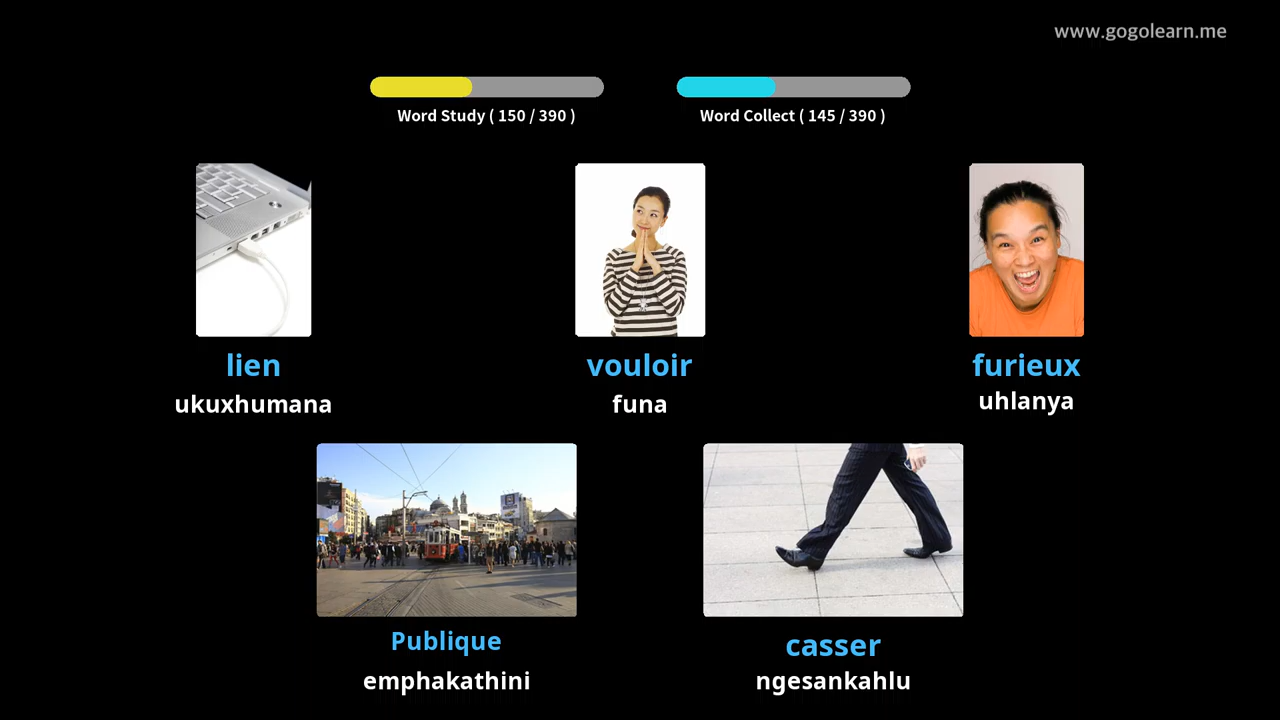 www.gogolearn.me
Word Study ( 150 / 390 )
Word Collect ( 145 / 390 )
lien
vouloir
furieux
ukuxhumana
funa
uhlanya
Publique
casser
emphakathini
ngesankahlu